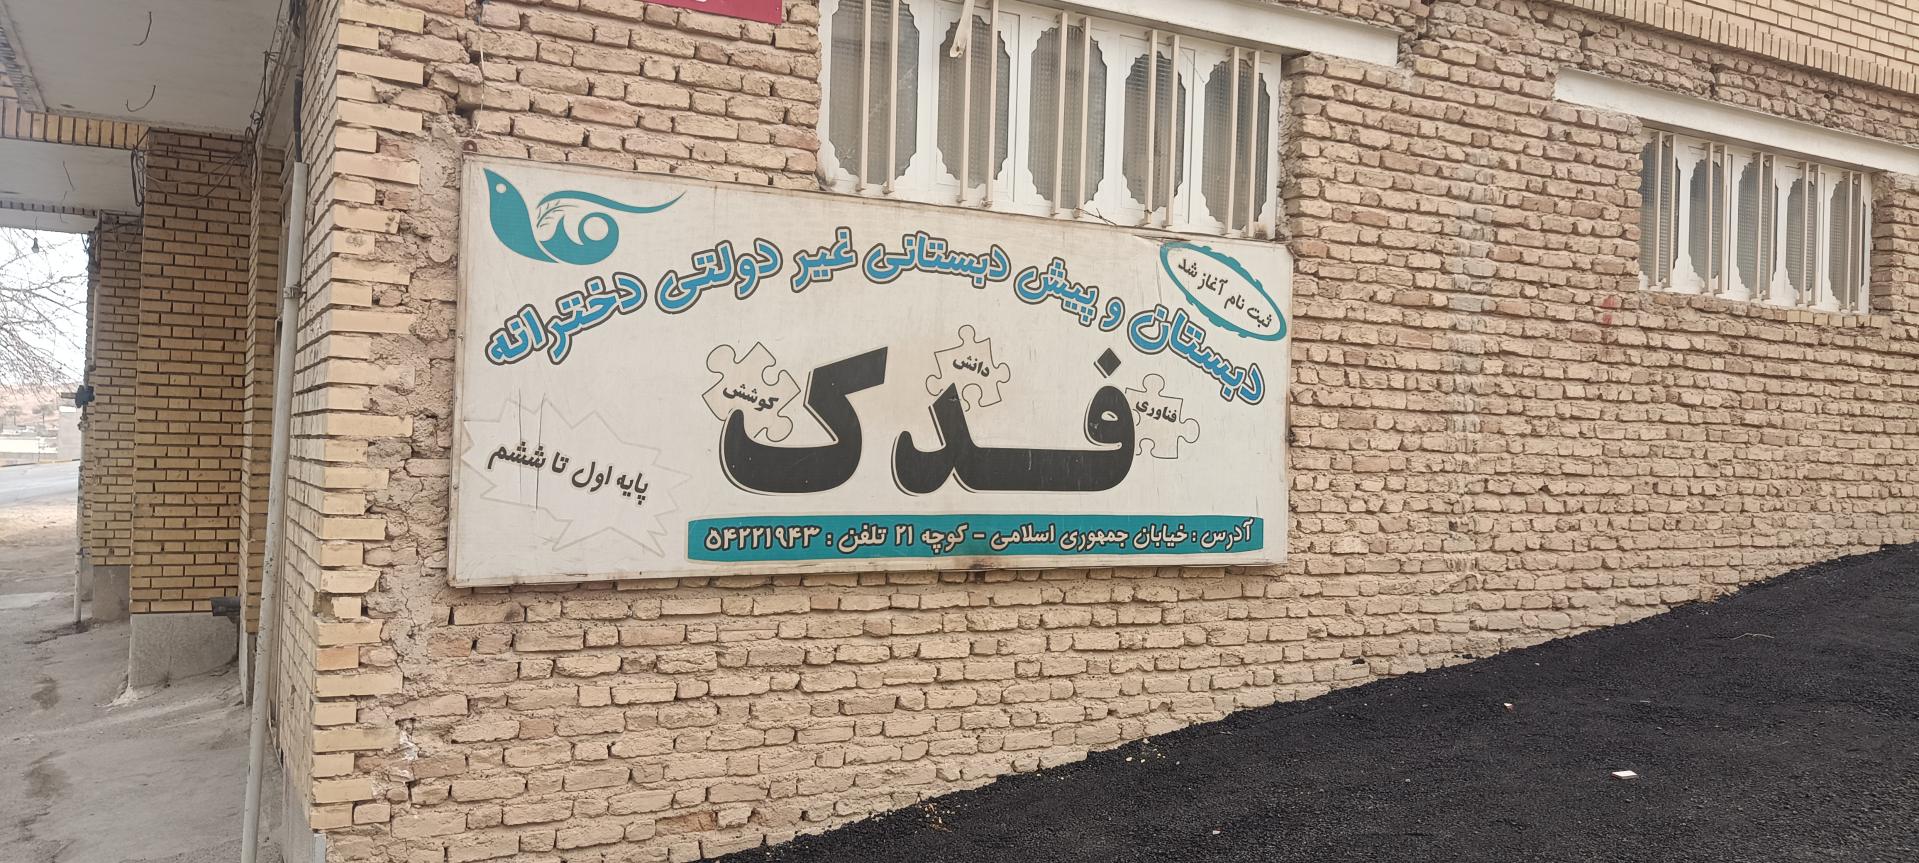 ثبت نام آغاز شد
دبستان و پیش دبستانی غیر دولتی دخترانه
فناوری
دانش
کوشش
فدک
پایه اول تا ششم
آدرس : خیابان جمهوری اسلامی - کوچه ۲۱ تلفن : ۵۴۲۲۱۹۴۳